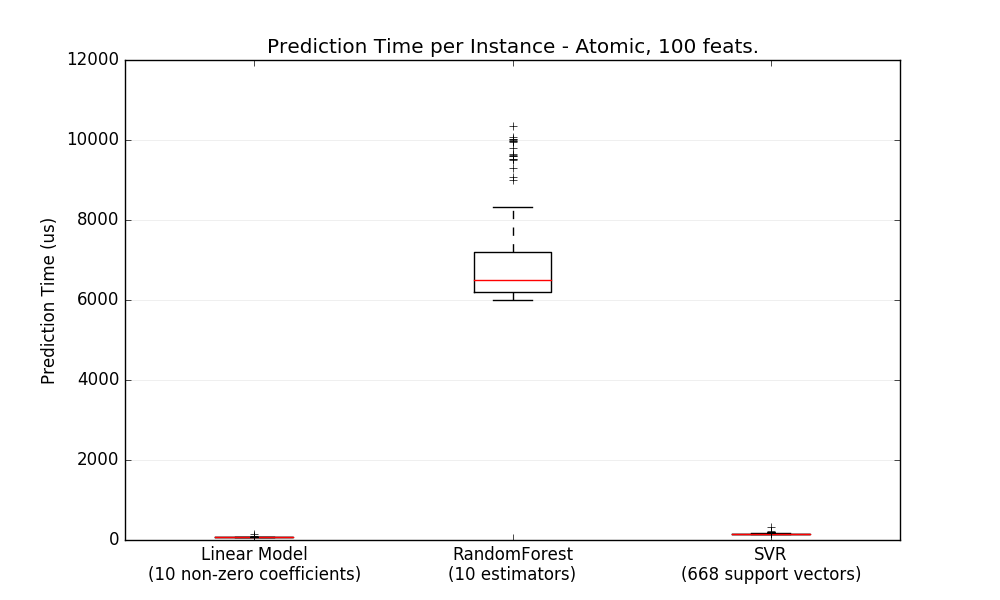 Prediction Time per Instance - Atomic, 100 feats.
12000
10000
8000
6000
4000
2000
0
Prediction Time (us)
Linear Model
(10 non-zero coefficients)
RandomForest
(10 estimators)
SVR
(668 support vectors)